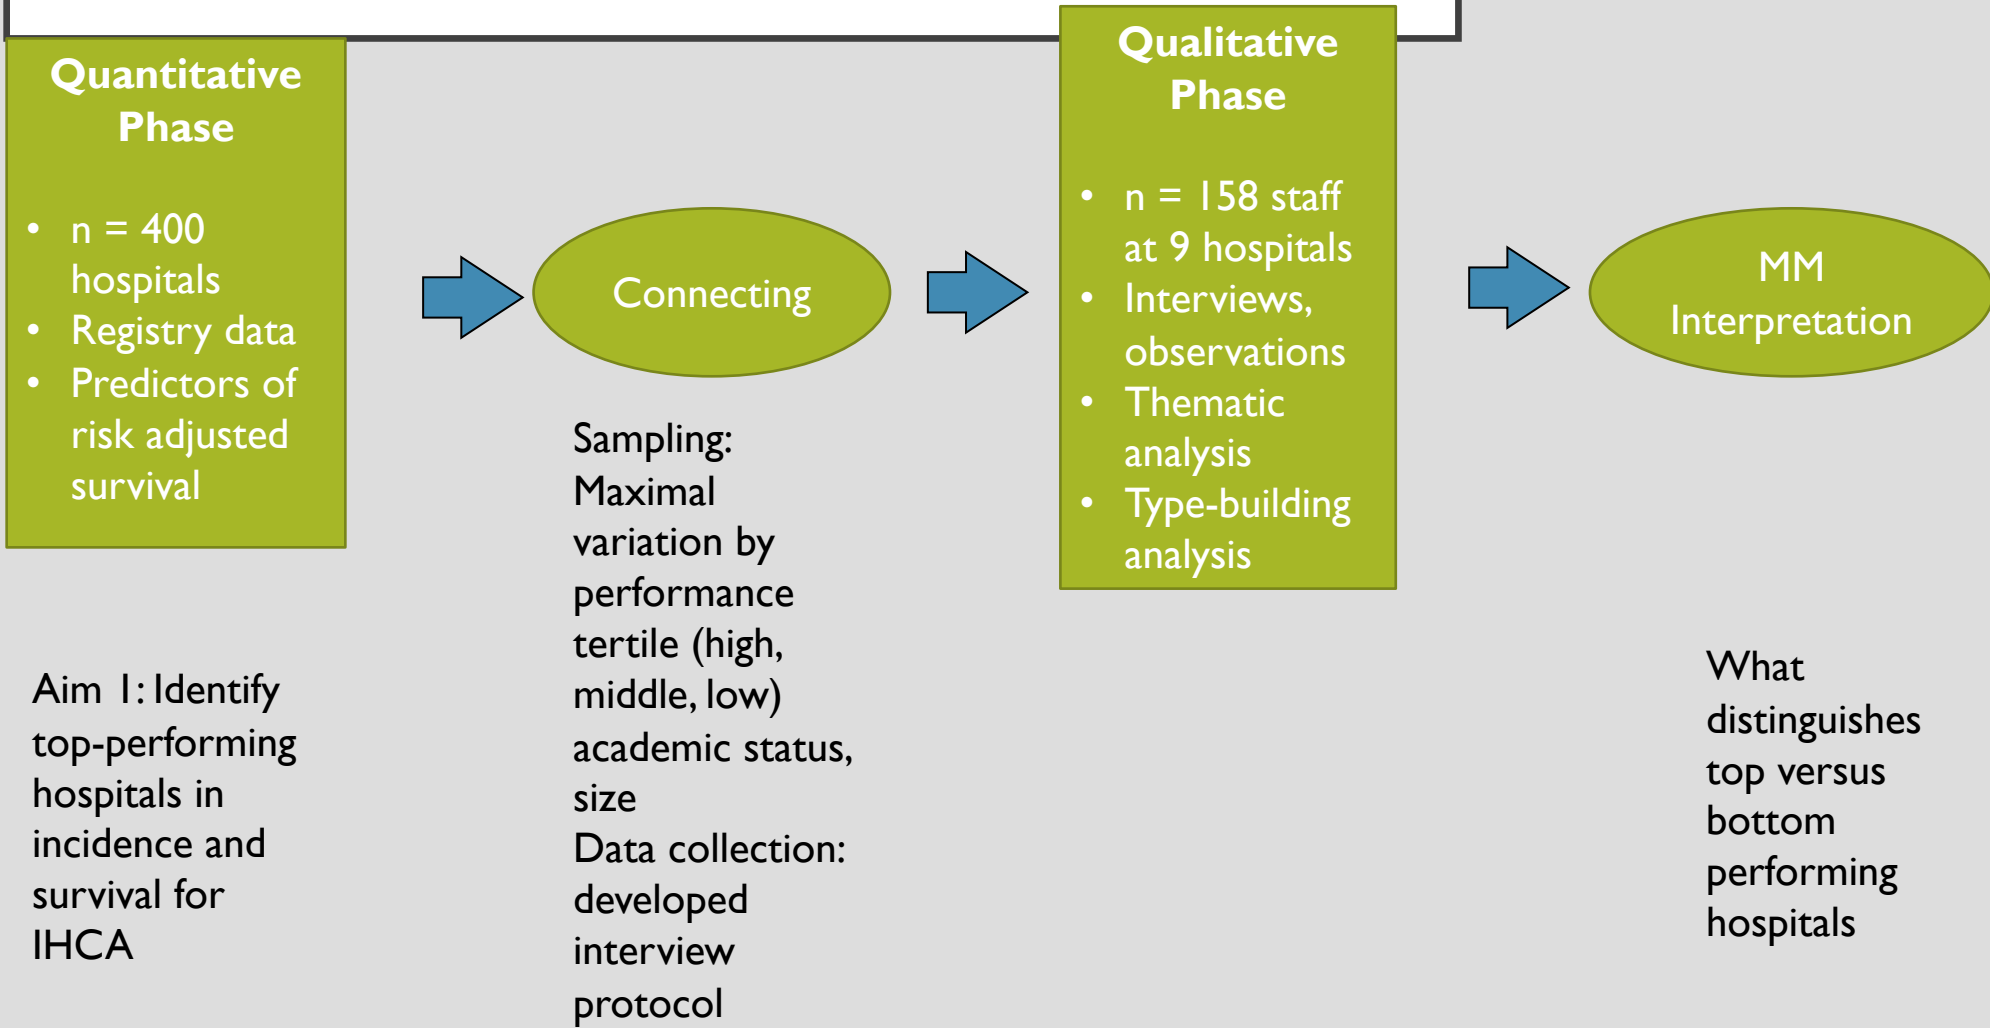 Quantitative
Phase
• n = 400
hospitals
• Registry data
• Predictors of
risk adjusted
survival
Aim 1: Identify
top-performing
hospitals in
incidence and
survival for
IHCA
Connecting
Sampling:
Maximal
variation by
performance
tertile (high,
middle, low)
academic status,
size
Data collection:
developed
interview
protocol
Qualitative
Phase
• n = 158 staff
at 9 hospitals
• Interviews,
observations
• Thematic
analysis
• Type-building
analysis
MM
Interpretation
What
distinguishes
top versus
bottom
performing
hospitals